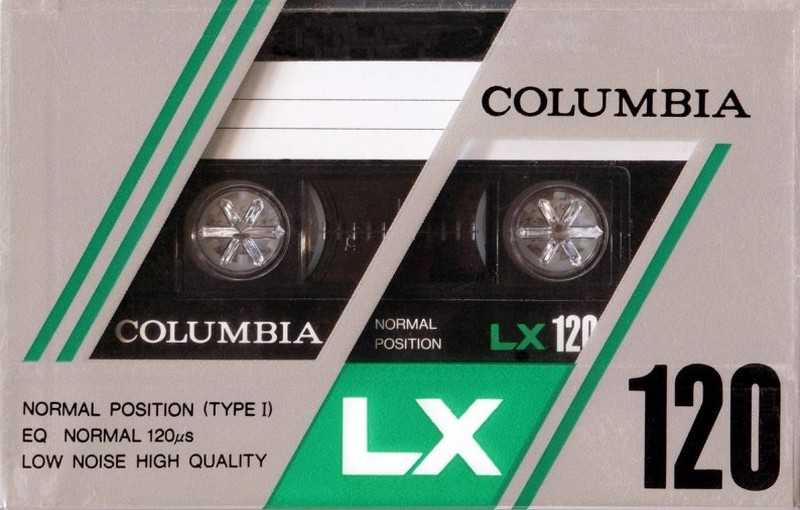 COLUMBIA
COLUMBIA
NORMAL
POSITION
LX 120
NORMAL POSITION (TYPE I)
EQ NORMAL 120μs
LOW NOISE HIGH QUALITY
LX
120